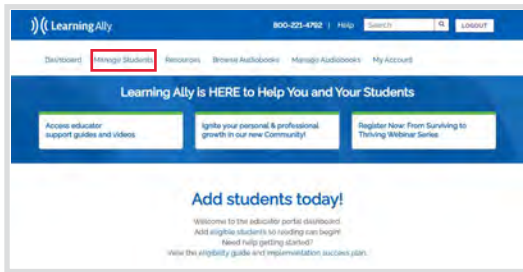 Learning Ally
800-221-4792 | Help Search LOGOUT
Dashboard Manage Students Resources Browse Audiobooks Manage Audiobooks My Account
Learning Ally is HERE to Help You and Your Students
Access educator
support guides and videos
Ignite your personal & professional
growth in our new Community!
Register Now: From Surviving to
Thriving Webinar Series
Add students today!
Welcome to the educator portal dashboard.
Add eligible students so reading can begin!
Need help getting started?
View the eligibility guide and implementation success plan.